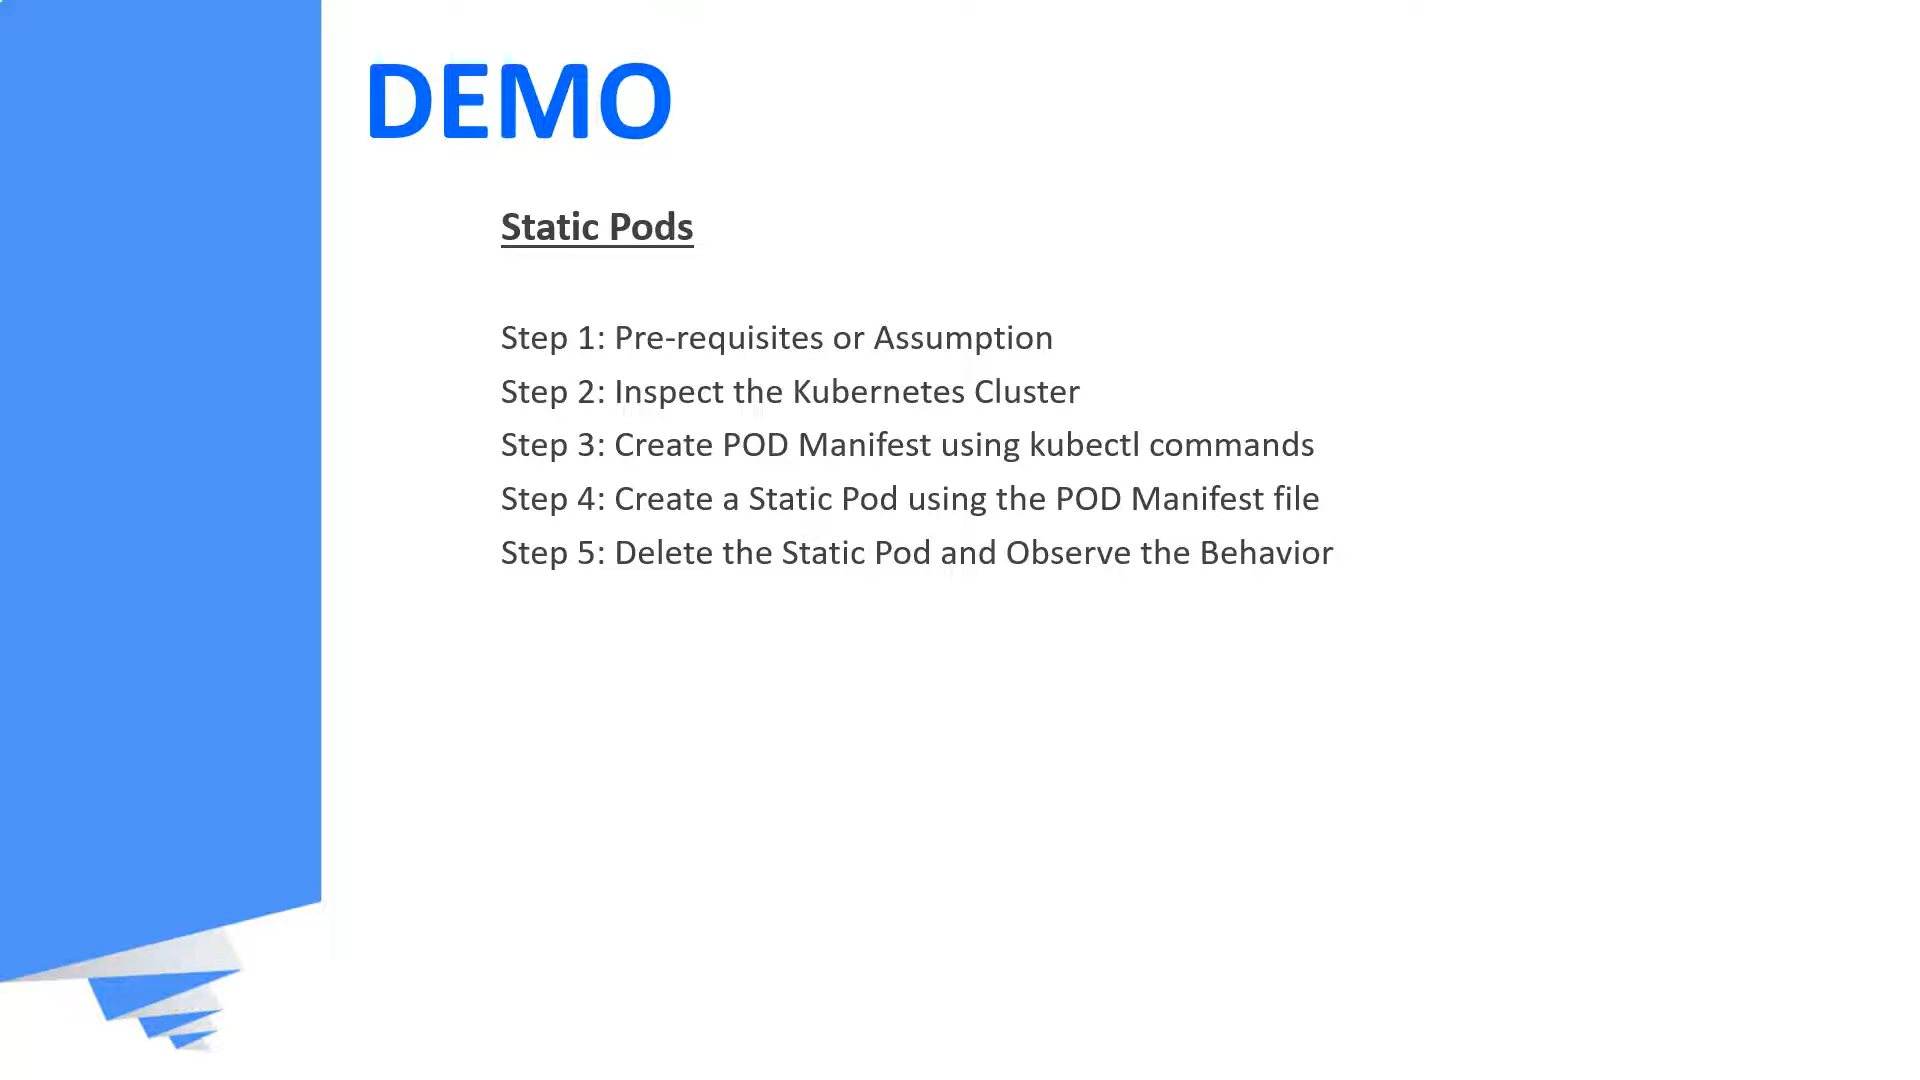 DEMO
Static Pods
Step 1: Pre-requisites or Assumption
Step 2: Inspect the Kubernetes Cluster
Step 3: Create POD Manifest using kubectl commands
Step 4: Create a Static Pod using the POD Manifest file
Step 5: Delete the Static Pod and Observe the Behavior